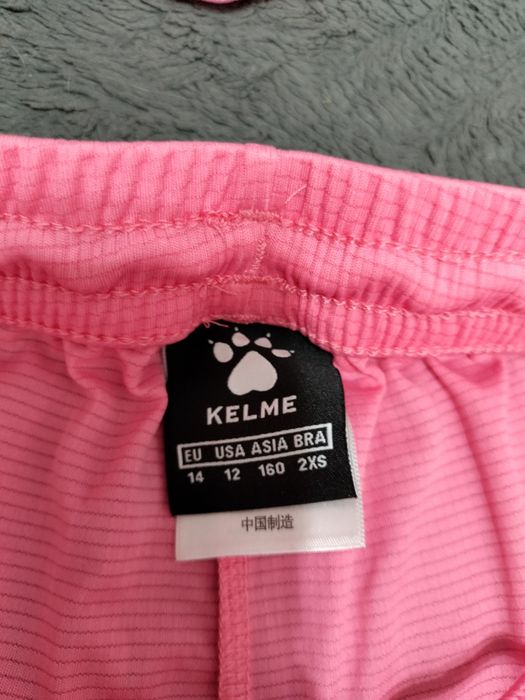 KELME
EU USA ASIA BRA
14 12 160 2XS
中国制造